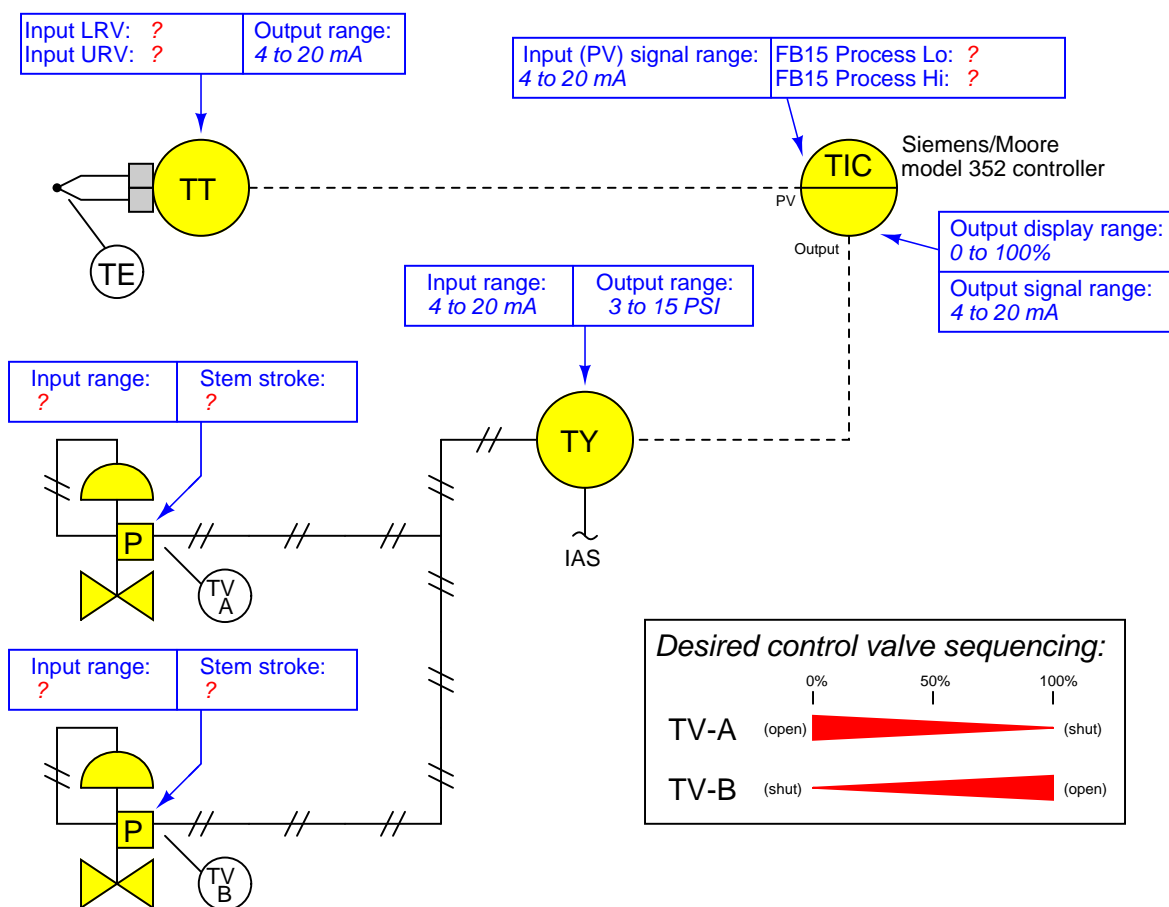 Input LRV: ?
Input URV: ?
Output range:
4 to 20 mA
Input (PV) signal range:
4 to 20 mA
FB15 Process Lo: ?
FB15 Process Hi: ?
TT
TE
TIC
PV
Output
Siemens/Moore
model 352 controller
Output display range:
0 to 100%
Output signal range:
4 to 20 mA
Input range:
4 to 20 mA
Output range:
3 to 15 PSI
TY
IAS
Input range:
?
Stem stroke:
?
P
TV
A
Input range:
?
Stem stroke:
?
P
TV
B
Desired control valve sequencing:
0% 50% 100%
TV-A (open) (shut)
TV-B (shut) (open)